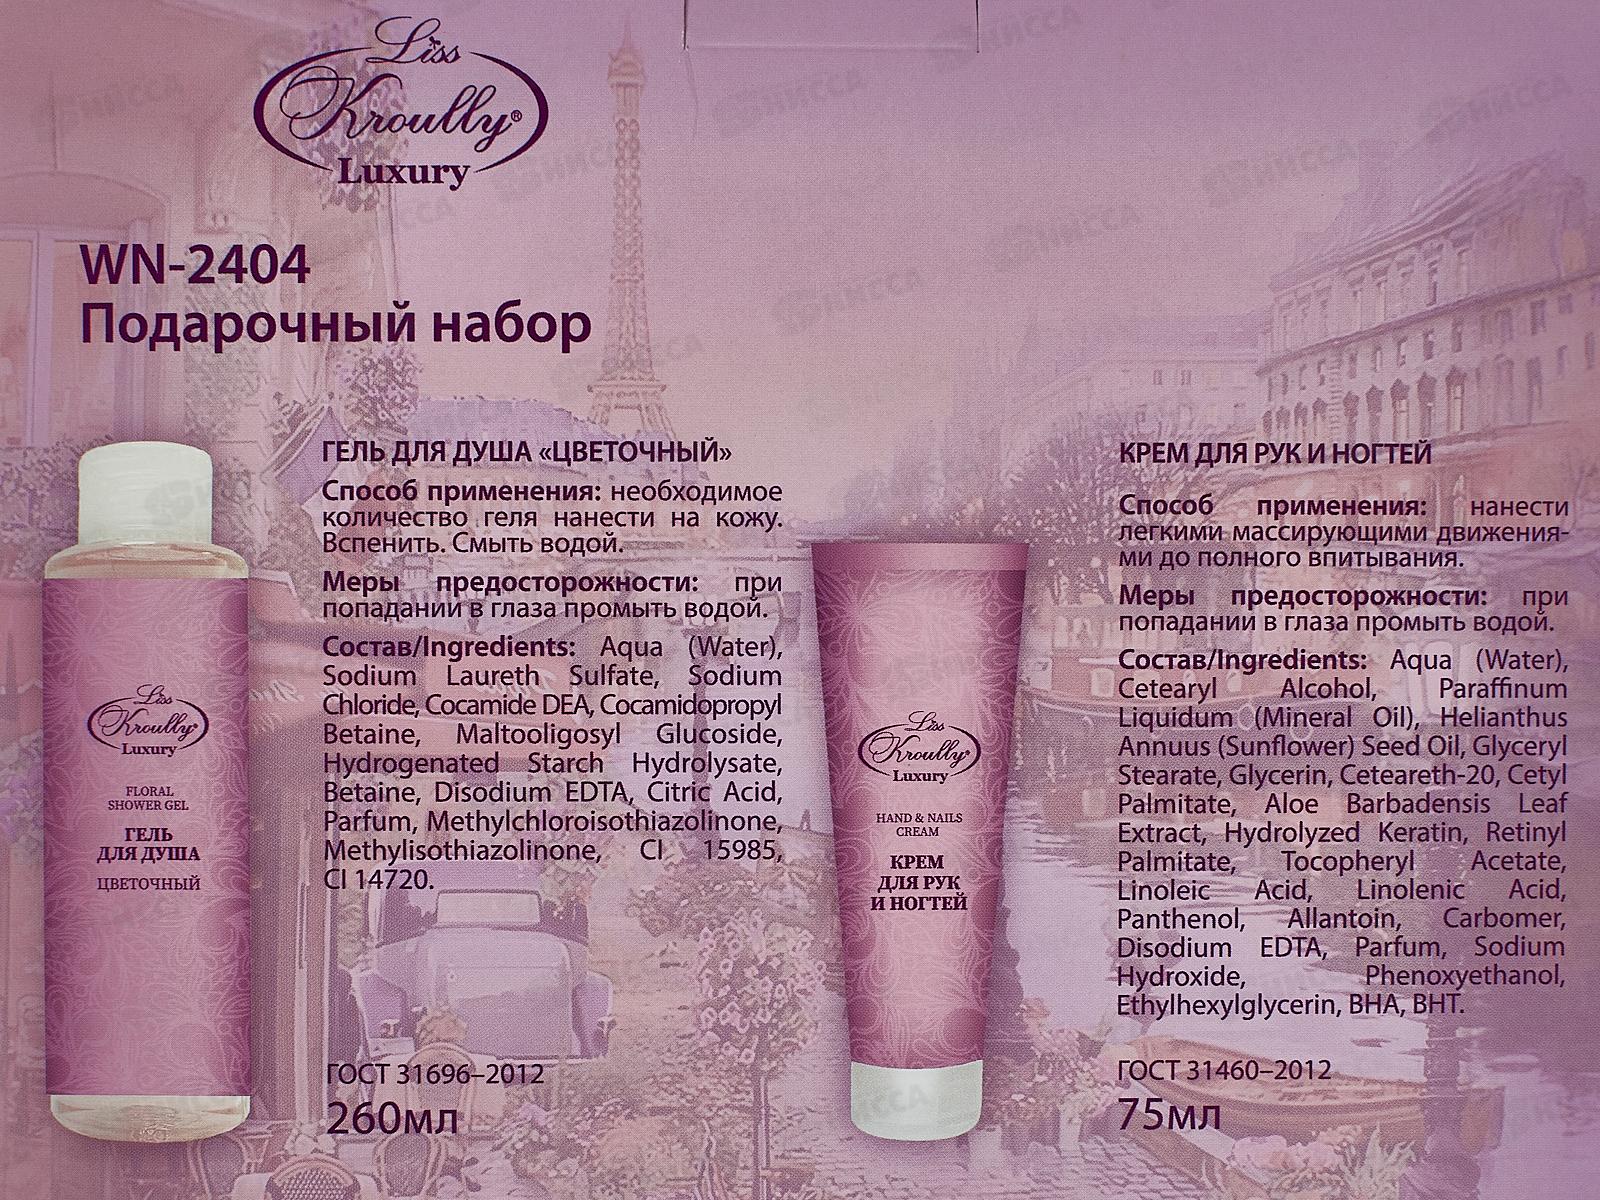 Liss
Kroully®
Luxury
WN-2404
Подарочный набор
ГЕЛЬ ДЛЯ ДУША «ЦВЕТОЧНЫЙ»
Способ применения: необходимое
количество геля нанести на кожу.
Вспенить. Смыть водой.
Меры предосторожности: при
попадании в глаза промыть водой.
Состав/Ingredients: Aqua (Water),
Sodium Laureth Sulfate, Sodium
Chloride, Cocamide DEA, Cocamidopropyl
Betaine, Maltooligosyl Glucoside,
Hydrogenated Starch Hydrolysate,
Betaine, Disodium EDTA, Citric Acid,
Parfum, Methylchloroisothiazolinone,
Methylisothiazolinone, CI 15985,
CI 14720.
ГОСТ 31696–2012
260мл
Liss
Kroully®
Luxury
FLORAL
SHOWER GEL
ГЕЛЬ
ДЛЯ ДУША
ЦВЕТОЧНЫЙ
КРЕМ ДЛЯ РУК И НОГТЕЙ
Способ применения: нанести
легкими массирующими движения-
ми до полного впитывания.
Меры предосторожности: при
попадании в глаза промыть водой.
Состав/Ingredients: Aqua (Water),
Cetearyl Alcohol, Paraffinum
Liquidum (Mineral Oil), Helianthus
Annuus (Sunflower) Seed Oil, Glyceryl
Stearate, Glycerin, Ceteareth-20, Cetyl
Palmitate, Aloe Barbadensis Leaf
Extract, Hydrolyzed Keratin, Retinyl
Palmitate, Tocopheryl Acetate,
Linoleic Acid, Linolenic Acid,
Panthenol, Allantoin, Carbomer,
Disodium EDTA, Parfum, Sodium
Hydroxide, Phenoxyethanol,
Ethylhexylglycerin, BHA, BHT.
ГОСТ 31460–2012
75мл
Liss
Kroully®
Luxury
HAND & NAILS
CREAM
КРЕМ
ДЛЯ РУК
И НОГТЕЙ